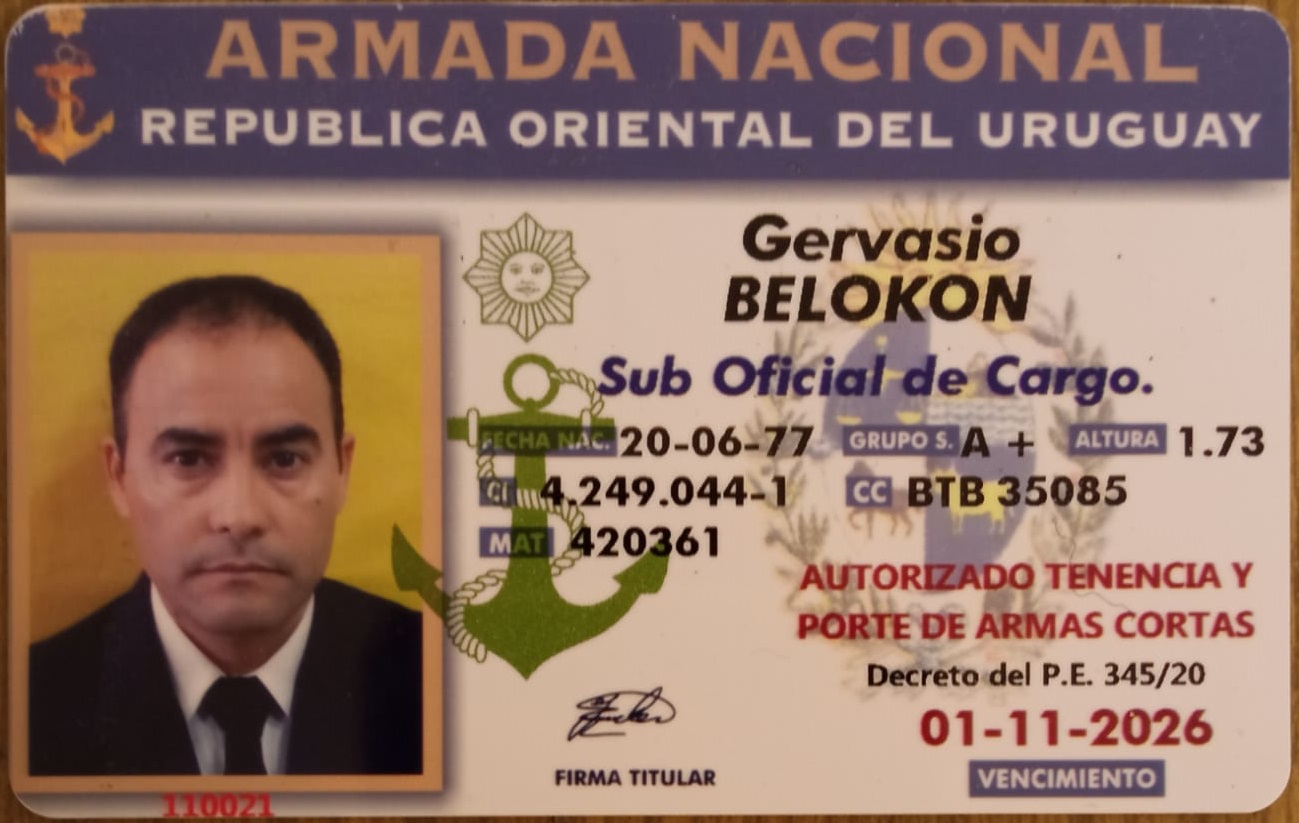 ARMADA NACIONAL
REPUBLICA ORIENTAL DEL URUGUAY
Gervasio
BELOKON
Sub Oficial de Cargo.
FECHA NAC. 20-06-77 GRUPO S. A + ALTURA 1.73
CI 4.249.044-1 CC BTB 35085
MAT 420361
AUTORIZADO TENENCIA Y
PORTE DE ARMAS CORTAS
Decreto del P.E. 345/20
01-11-2026
VENCIMIENTO
FIRMA TITULAR
110021